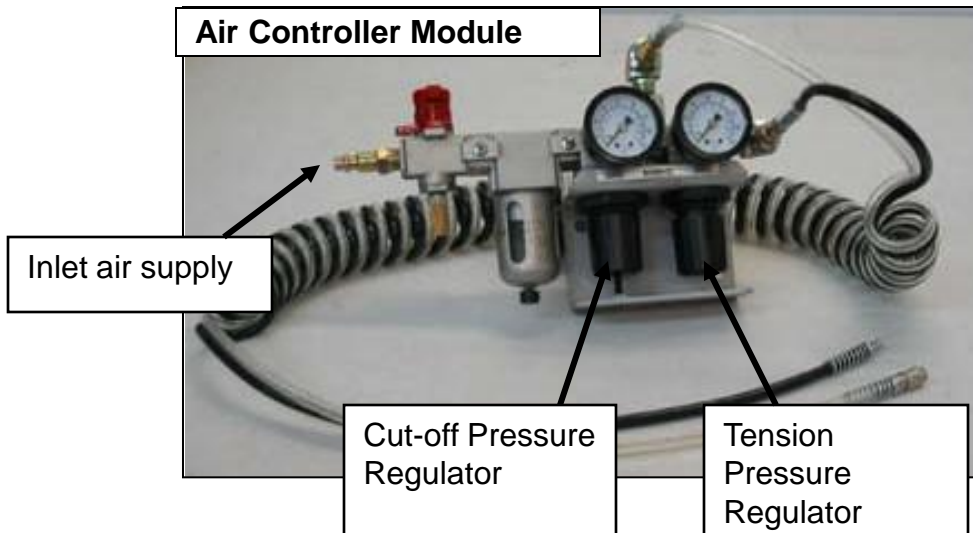 Air Controller Module
Inlet air supply
Cut-off Pressure
Regulator
Tension
Pressure
Regulator